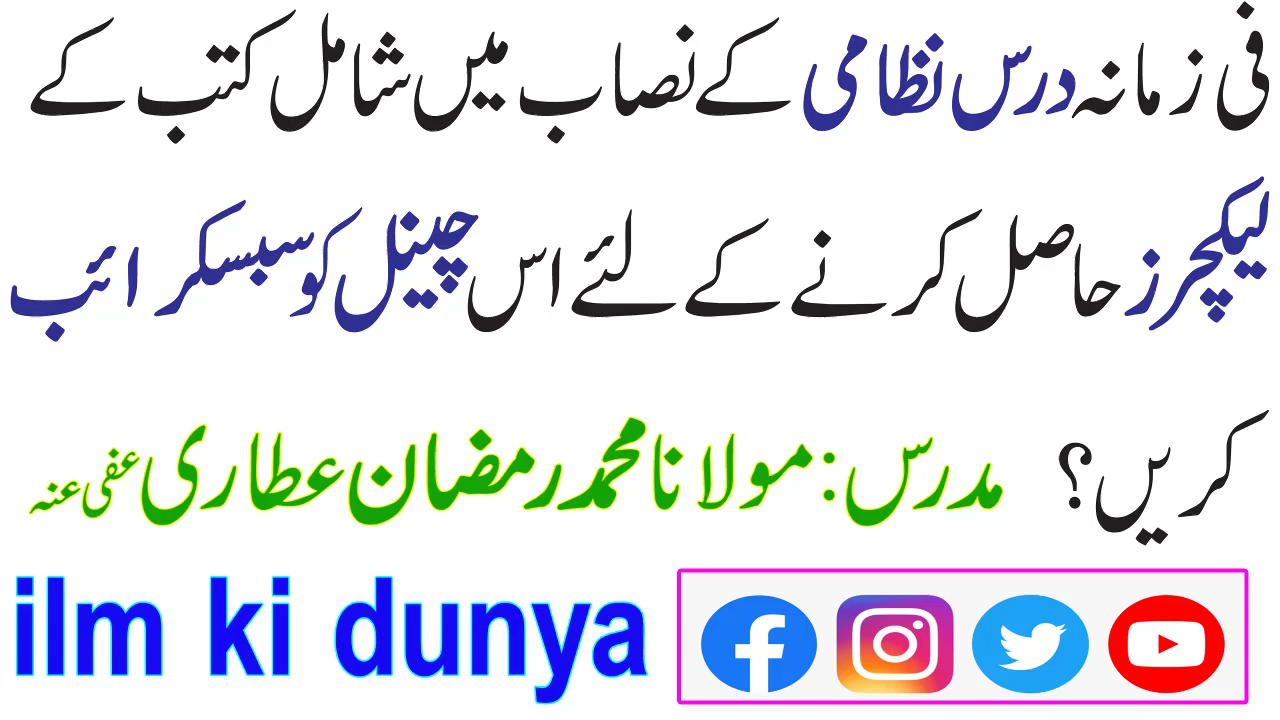 فی زمانہ درس نظامی کے نصاب میں شامل کتب کے
لیکچرز حاصل کرنے کے لئے اس چینل کو سبسکرائب
کریں؟ مدرس: مولانا محمد رمضان عطاری عفی عنہ
ilm ki dunya